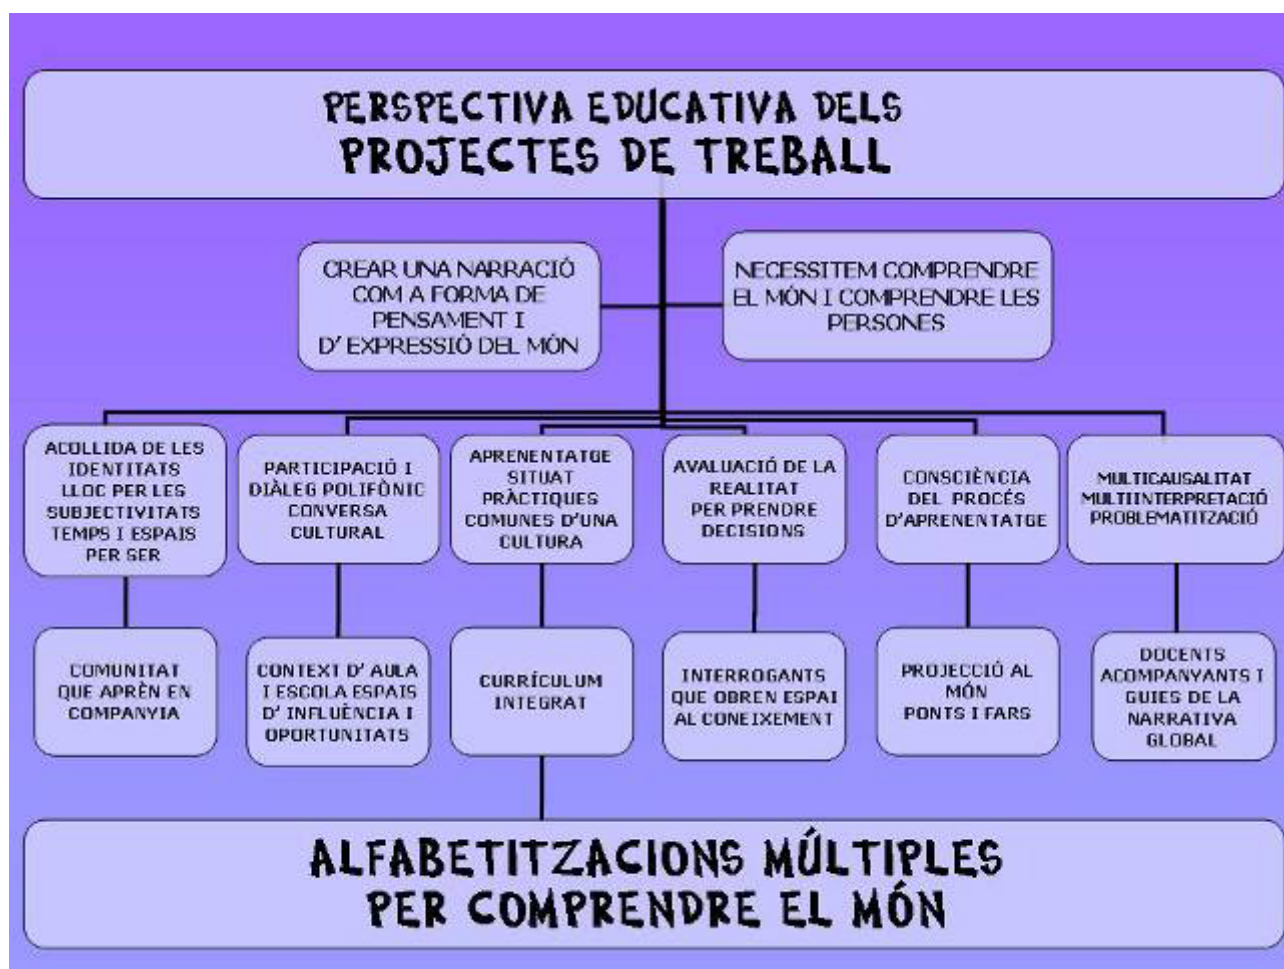 PERSPECTIVA EDUCATIVA DELS
PROJECTES DE TREBALL
CREAR UNA NARRACIÓ
COM A FORMA DE
PENSAMENT I
D' EXPRESSIÓ DEL MÓN
NECESSITEM COMPRENDRE
EL MÓN I COMPRENDRE LES
PERSONES
ACOLLIDA DE LES
IDENTITATS
LLOC PER LES
SUBJECTIVITATS
TEMPS I ESPAIS
PER SER
PARTICIPACIÓ I
DIÀLEG POLIFÒNIC
CONVERSA
CULTURAL
APRENENTATGE
SITUAT
PRÀCTIQUES
COMUNES D'UNA
CULTURA
AVALUACIÓ DE LA
REALITAT
PER PRENDRE
DECISIONS
CONSCIÈNCIA
DEL PROCÉS
D'APRENENTATGE
MULTICAUSALITAT
MULTIINTERPRETACIÓ
PROBLEMATITZACIÓ
COMUNITAT
QUE APRÈN EN
COMPANYIA
CONTEXT D' AULA
I ESCOLA ESPAIS
D' INFLUÈNCIA I
OPORTUNITATS
CURRÍCULUM
INTEGRAT
INTERROGANTS
QUE OBREN ESPAI
AL CONEIXEMENT
PROJECCIÓ AL
MÓN
PONTS I FARS
DOCENTS
ACOMPANYANTS I
GUIES DE LA
NARRATIVA
GLOBAL
ALFABETITZACIONS MÚLTIPLES
PER COMPRENDRE EL MÓN